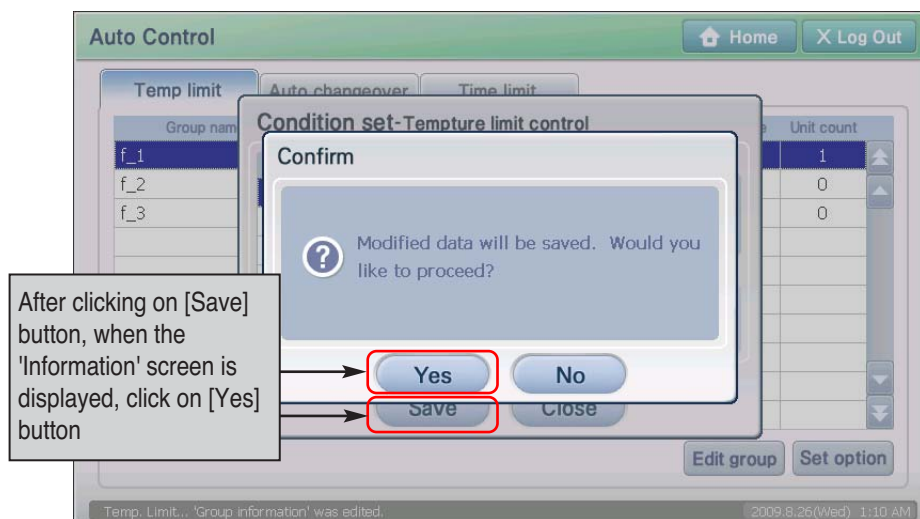 Auto Control
Home
X Log Out
Temp limit
Auto changeover
Time limit
Group nam
Unit count
Condition set-Tempture limit control
f_1
1
f_2
0
f_3
0
Confirm
Modified data will be saved. Would you
like to proceed?
Yes
No
Save
Close
After clicking on [Save]
button, when the
'Information' screen is
displayed, click on [Yes]
button
Edit group
Set option
Temp. Limit... 'Group information' was edited.
2009.8.26(Wed) 1:10 AM